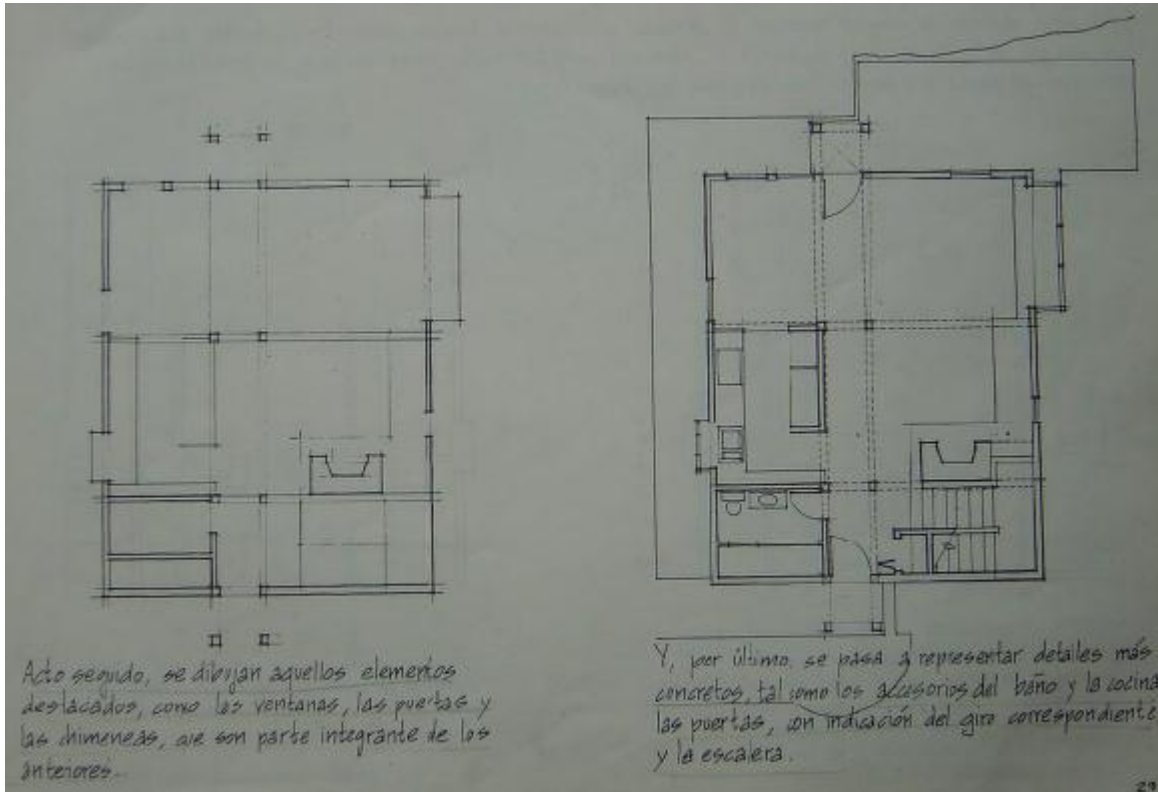 Acto seguido, se dibujan aquellos elementos
destacados, como las ventanas, las puertas y
las chimeneas, que son parte integrante de los
anteriores.
Y, por último, se pasa a representar detalles más
concretos, tal como los accesorios del baño y la cocina
las puertas, con indicación del giro correspondiente
y la escalera.
29